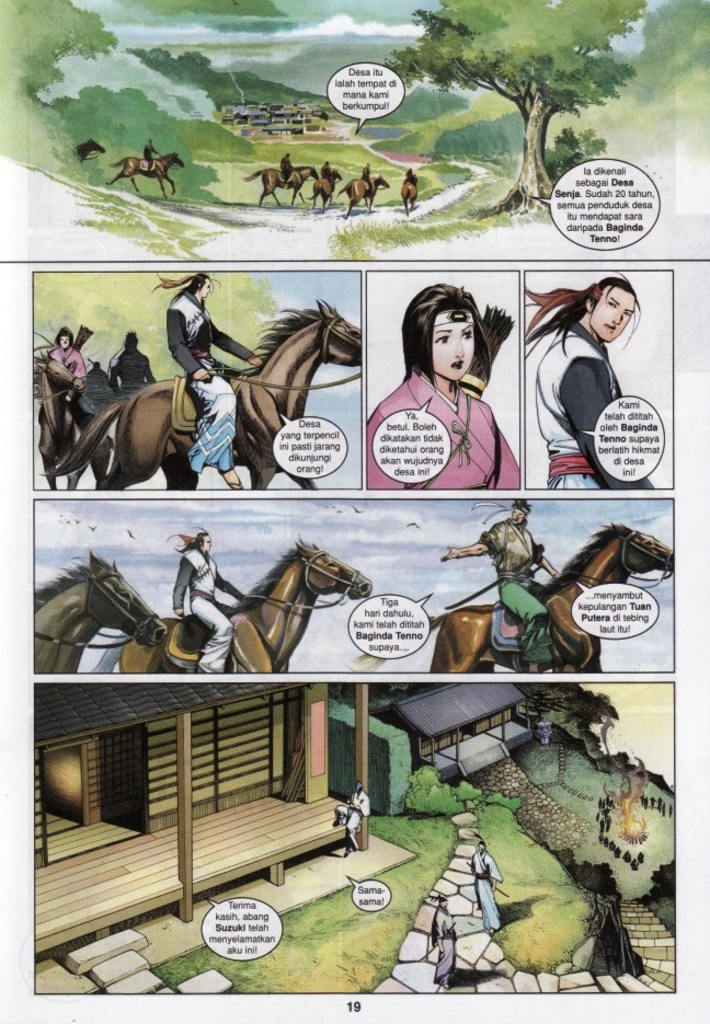 Desa itu
ialah tempat di
mana kami
berkumpul!
Ia dikenali
sebagai Desa
Senja. Sudah 20 tahun,
semua penduduk desa
itu mendapat sara
daripada Baginda
Tenno!
Desa
yang terpencil
ini pasti jarang
dikunjungi
orang!
Ya,
betul. Boleh
dikatakan tidak
diketahui orang
akan wujudnya
desa ini!
Kami
telah dititah
oleh Baginda
Tenno supaya
berlatih hikmat
di desa
ini!
Tiga
hari dahulu,
kami telah dititah
Baginda Tenno
supaya....
...menyambut
kepulangan Tuan
Putera di tebing
laut itu!
Terima
kasih, abang
Suzuki telah
menyelamatkan
aku ini!
Sama-
sama!
19